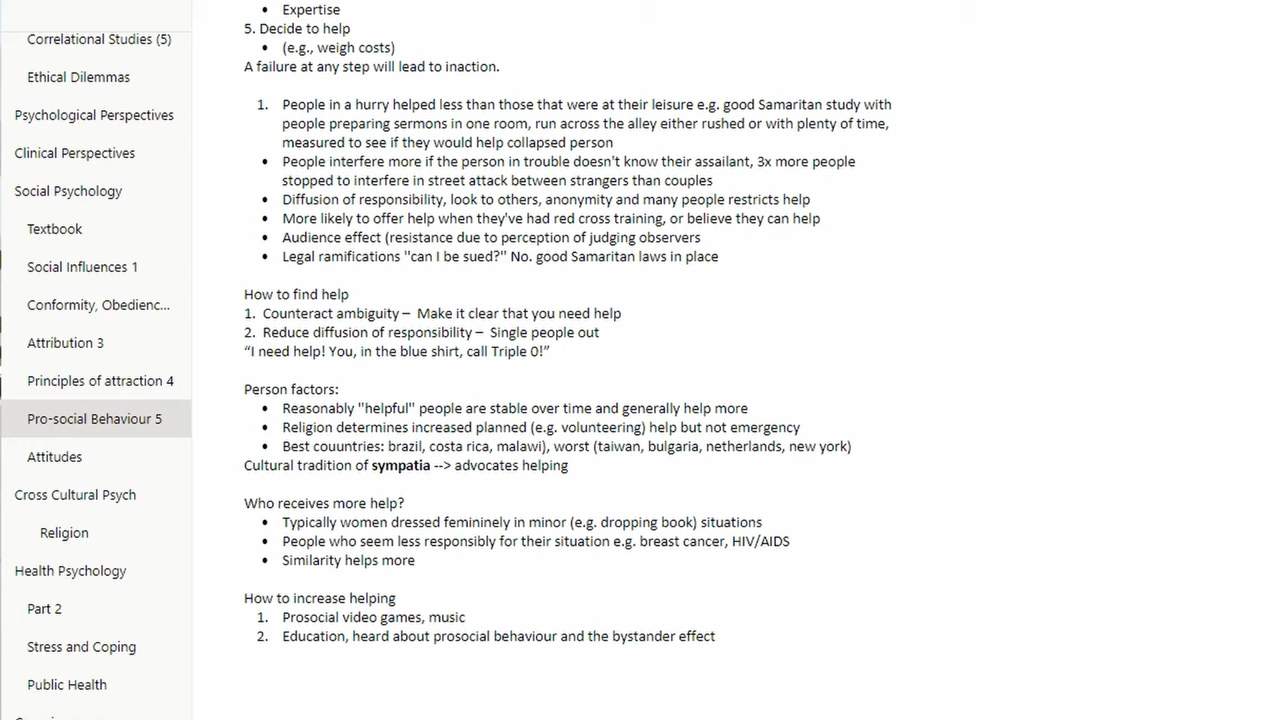 Correlational Studies (5)
Ethical Dilemmas
Psychological Perspectives
Clinical Perspectives
Social Psychology
Textbook
Social Influences 1
Conformity, Obedienc...
Attribution 3
Principles of attraction 4
Pro-social Behaviour 5
Attitudes
Cross Cultural Psych
Religion
Health Psychology
Part 2
Stress and Coping
Public Health
• Expertise
5. Decide to help
• (e.g., weigh costs)
A failure at any step will lead to inaction.
1. People in a hurry helped less than those that were at their leisure e.g. good Samaritan study with
people preparing sermons in one room, run across the alley either rushed or with plenty of time,
measured to see if they would help collapsed person
• People interfere more if the person in trouble doesn't know their assailant, 3x more people
stopped to interfere in street attack between strangers than couples
• Diffusion of responsibility, look to others, anonymity and many people restricts help
• More likely to offer help when they've had red cross training, or believe they can help
• Audience effect (resistance due to perception of judging observers
• Legal ramifications "can I be sued?" No. good Samaritan laws in place
How to find help
1. Counteract ambiguity – Make it clear that you need help
2. Reduce diffusion of responsibility – Single people out
“I need help! You, in the blue shirt, call Triple 0!”
Person factors:
• Reasonably "helpful" people are stable over time and generally help more
• Religion determines increased planned (e.g. volunteering) help but not emergency
• Best couuntries: brazil, costa rica, malawi), worst (taiwan, bulgaria, netherlands, new york)
Cultural tradition of sympatia --> advocates helping
Who receives more help?
• Typically women dressed femininely in minor (e.g. dropping book) situations
• People who seem less responsibly for their situation e.g. breast cancer, HIV/AIDS
• Similarity helps more
How to increase helping
1. Prosocial video games, music
2. Education, heard about prosocial behaviour and the bystander effect